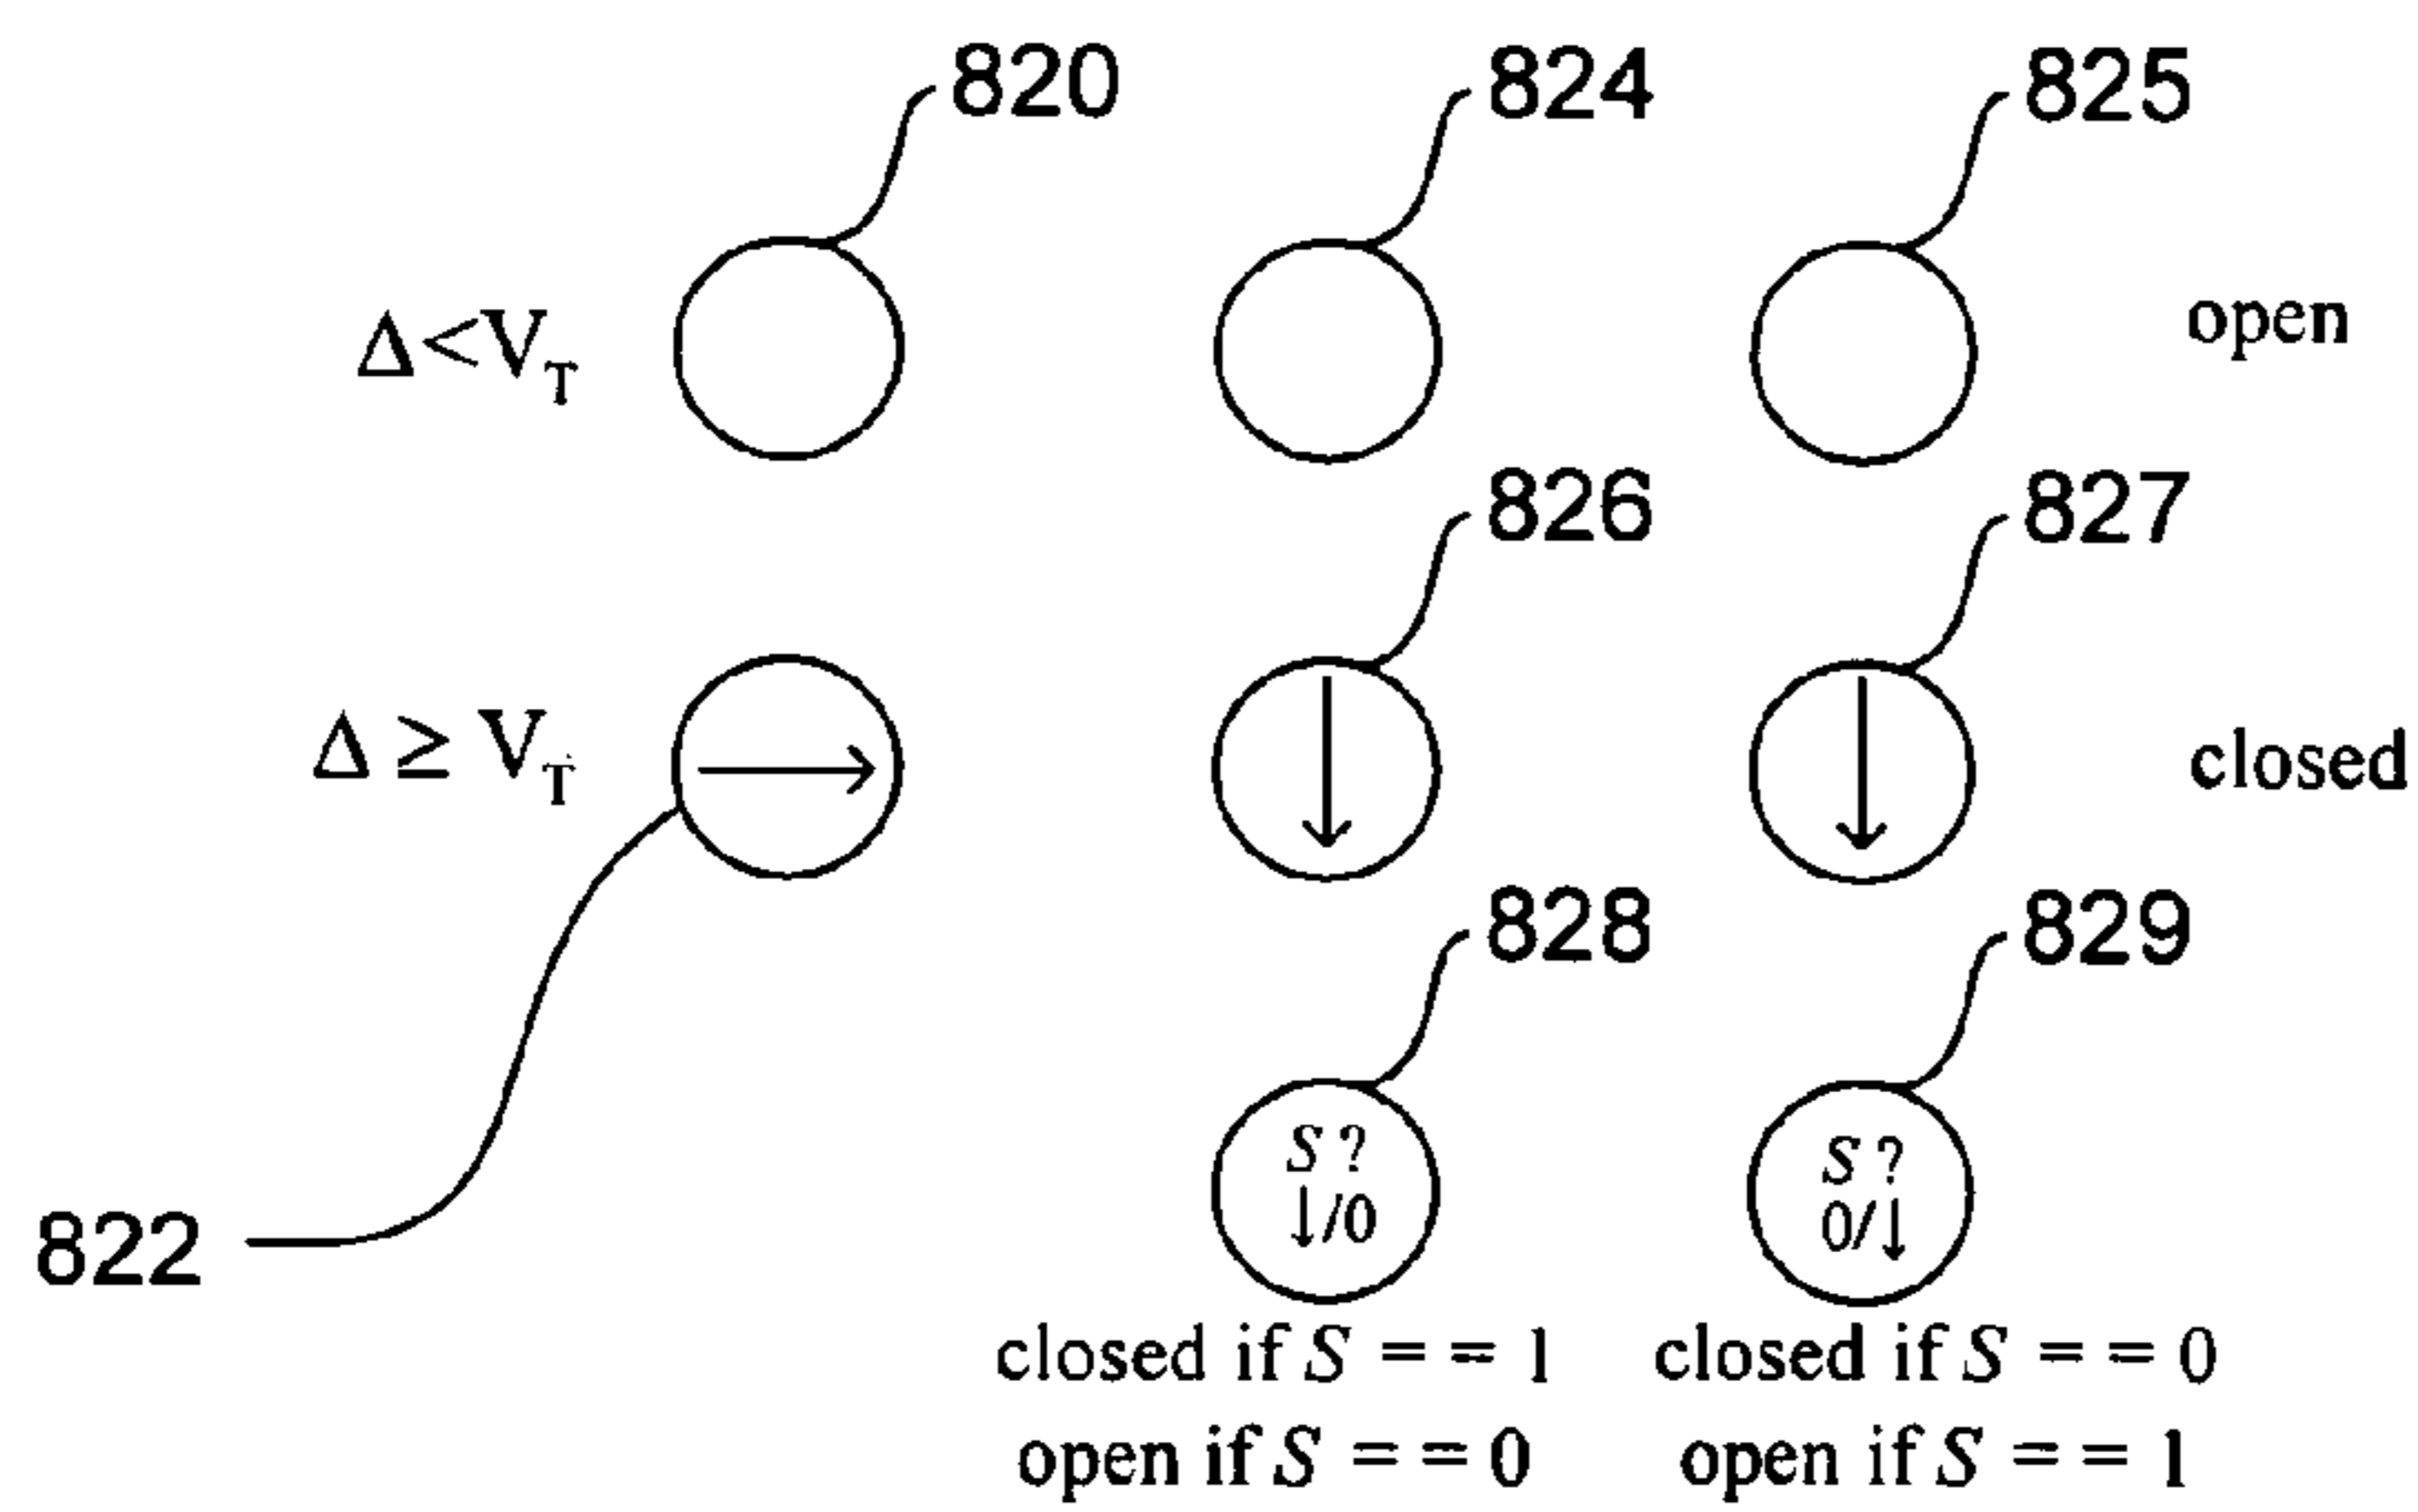 820 824 825
Δ<V_T open
826 827
Δ ≥ V_T closed
828 829
S ? S ?
↓/0 0/↓
822
closed if S = = 1 closed if S = = 0
open if S = = 0 open if S = = 1